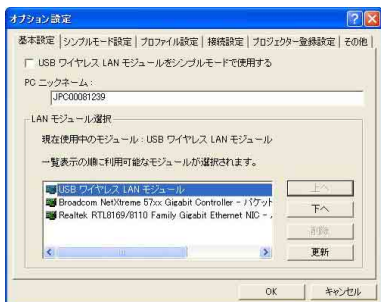 オプション設定
基本設定 シンプルモード設定 プロファイル設定 接続設定 プロジェクター登録設定 その他
USB ワイヤレス LAN モジュールをシンプルモードで使用する
PC ニックネーム:
JPC00081239
LAN モジュール選択
現在使用中のモジュール : USB ワイヤレス LAN モジュール
一覧表示の順に利用可能なモジュールが選択されます。
USB ワイヤレス LAN モジュール
Broadcom NetXtreme 57xx Gigabit Controller - パケット
Realtek RTL8169/8110 Family Gigabit Ethernet NIC -
上へ
下へ
削除
更新
OK キャンセル